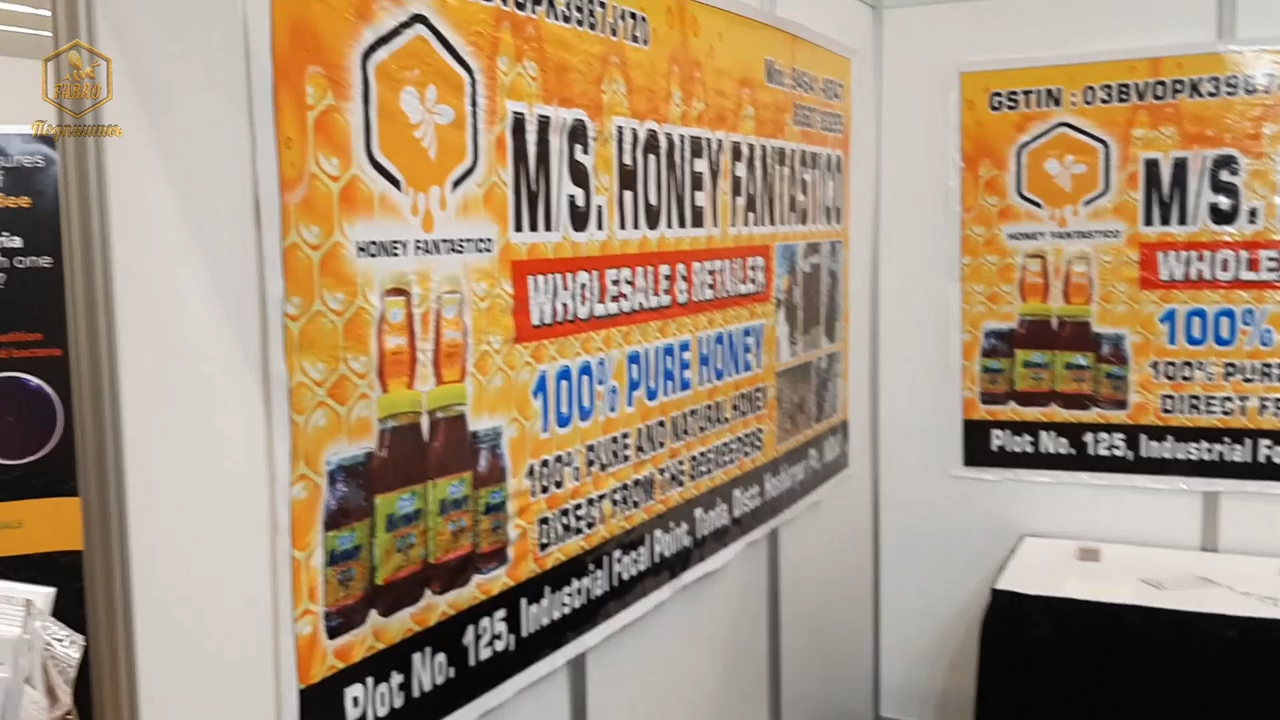 Подпишись
HONEY FANTASTICO
M/S. HONEY FANTASTICO
WHOLESALE & RETAILER
100% PURE HONEY
100% PURE AND NATURAL HONEY
DIRECT FROM THE BEEKEEPERS
Plot No. 125, Industrial Focal Point, Tanda, Distt. Hoshiarpur
GSTIN : 03BVOPK3987
HONEY FANTASTICO
M/S.
WHOLE
100%
100% PURE
DIRECT
Plot No. 125, Industrial Fo
Bee